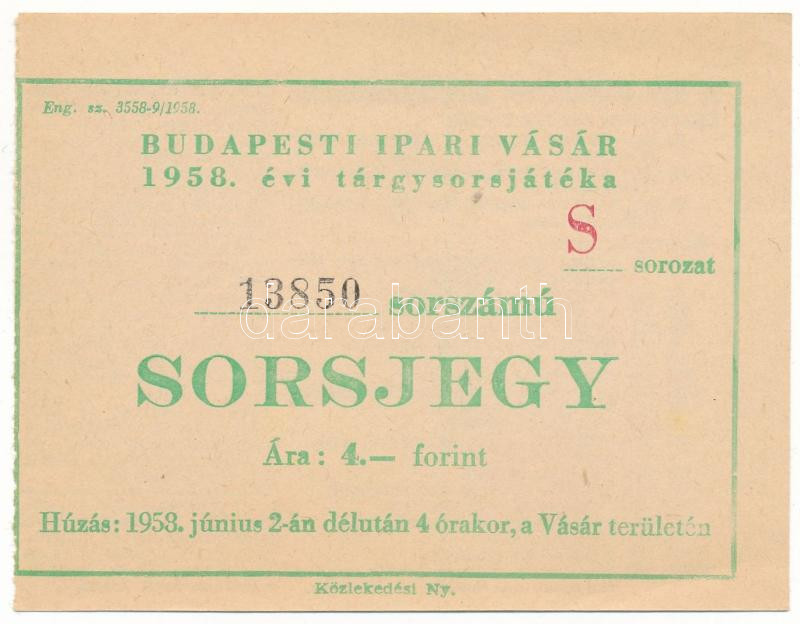 Eng. sz. 3558-9/1958.
BUDAPESTI IPARI VÁSÁR
1958. évi tárgysorsjátéka
S
sorozat
13850 sorszámú
darabanth
SORSJEGY
Ára: 4.— forint
Húzás: 1958. június 2-án délután 4 órakor, a Vásár területén
Közlekedési Ny.